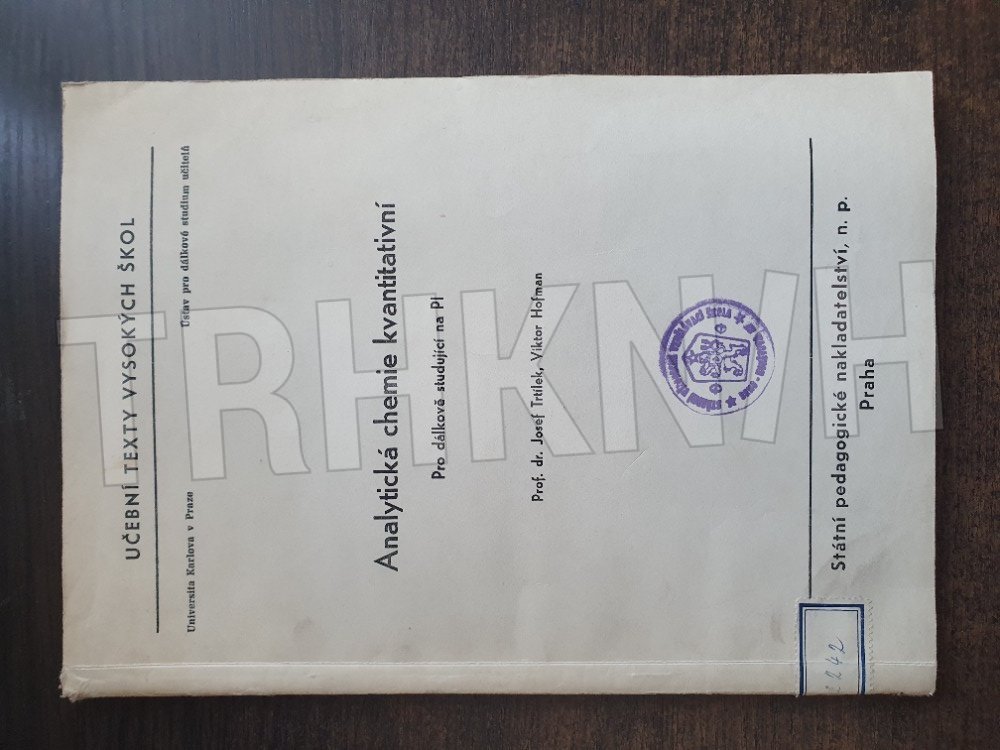 UČEBNÍ TEXTY VYSOKÝCH ŠKOL
Universita Karlova v Praze
Ústav pro dálkové studium učitelů
Analytická chemie kvantitativní
Pro dálkově studující na PI
Prof. dr. Josef Trtílek, Viktor Hofman
Státní pedagogické nakladatelství, n. p.
Praha
242
TRHKNIH